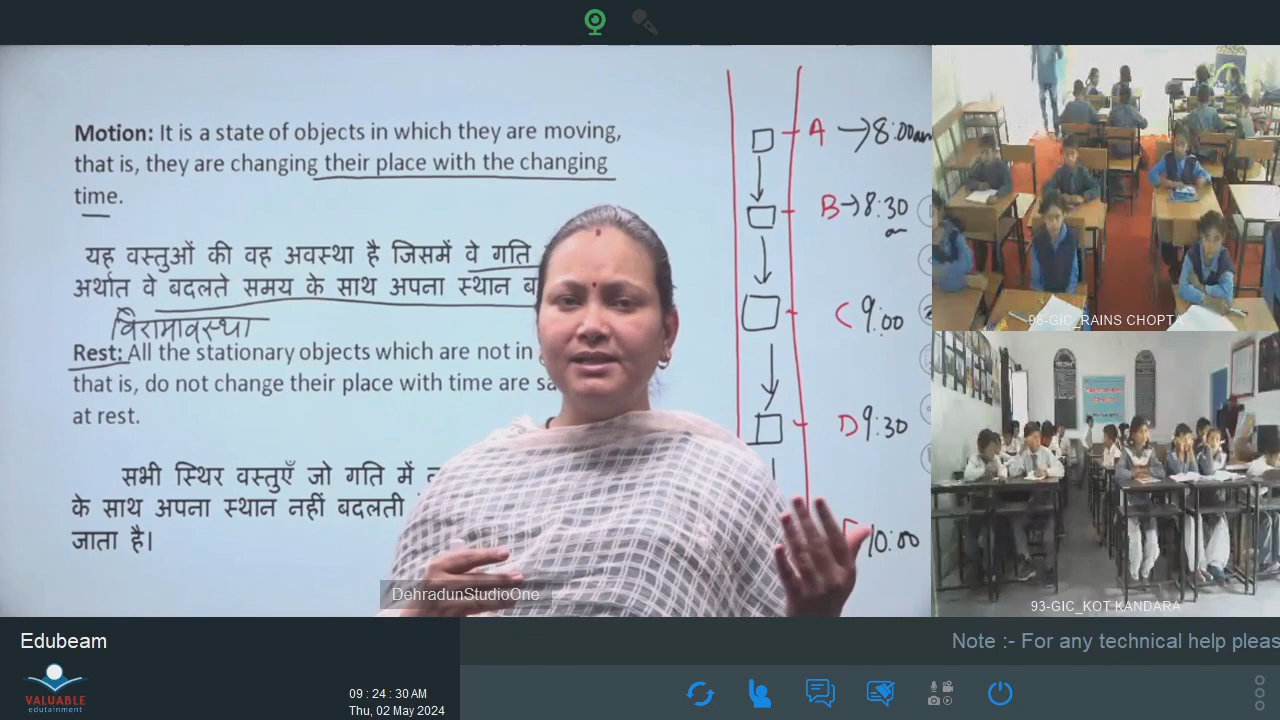 Motion: It is a state of objects in which they are moving,
that is, they are changing their place with the changing
time.
यह वस्तुओं की वह अवस्था है जिसमें वे गति
अर्थात वे बदलते समय के साथ अपना स्थान
विरामावस्था
Rest: All the stationary objects which are not in
that is, do not change their place with time are
at rest.
सभी स्थिर वस्तुएँ जो गति में
के साथ अपना स्थान नहीं बदलती
जाता है।
A → 8:00am
B → 8:30
C 9:00
D 9:30
10:00
DehradunStudioOne
98-GIC_RAINS CHOPTA
93-GIC_KOT KANDARA
Edubeam
VALUABLE
edutainment
09 : 24 : 30 AM
Thu, 02 May 2024
Note :- For any technical help pleas